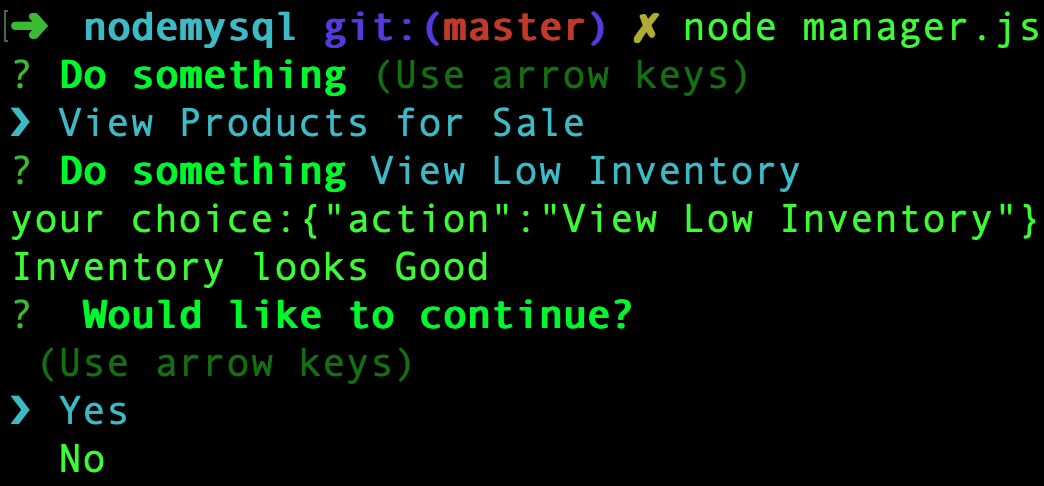 ➜ nodemysql git:(master) ✗ node manager.js
? Do something (Use arrow keys)
❯ View Products for Sale
? Do something View Low Inventory
your choice:{"action":"View Low Inventory"}
Inventory looks Good
?  Would like to continue?
 (Use arrow keys)
❯ Yes
  No